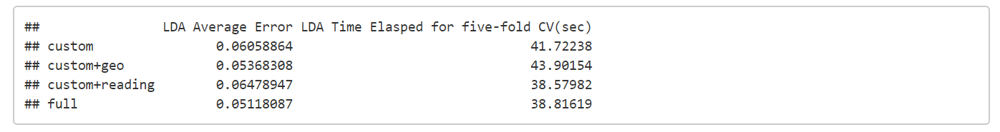 ##                LDA Average Error LDA Time Elasped for five-fold CV(sec)
## custom                0.06058864                               41.72238
## custom+geo            0.05368308                               43.90154
## custom+reading        0.06478947                               38.57982
## full                  0.05118087                               38.81619